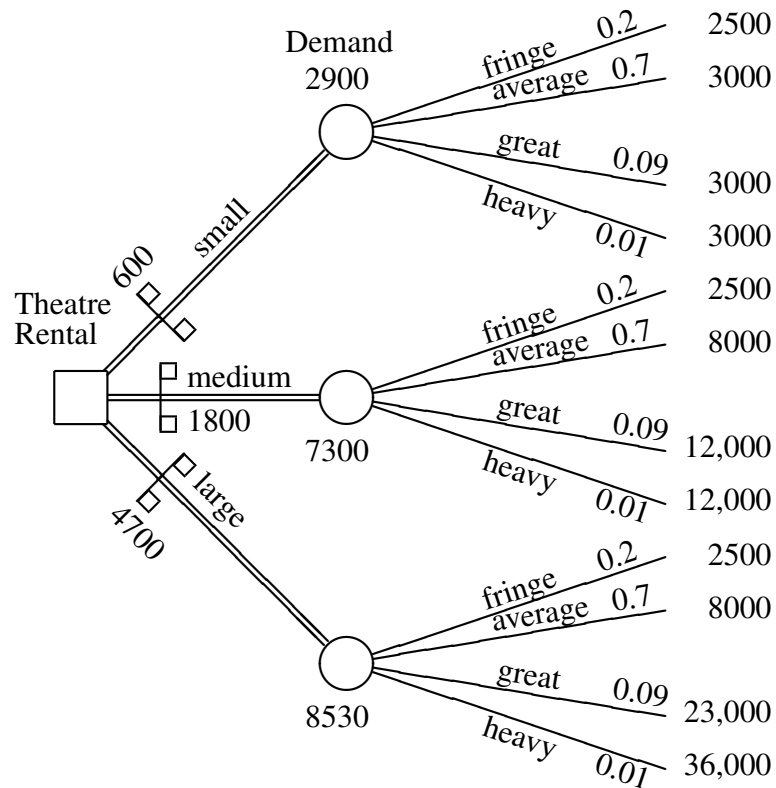 Demand
2900
fringe 0.2 2500
average 0.7 3000
great 0.09 3000
heavy 0.01 3000
small
600
Theatre
Rental
fringe 0.2 2500
average 0.7 8000
medium
1800
7300
great 0.09 12,000
heavy 0.01 12,000
large
4700
fringe 0.2 2500
average 0.7 8000
8530
great 0.09 23,000
heavy 0.01 36,000